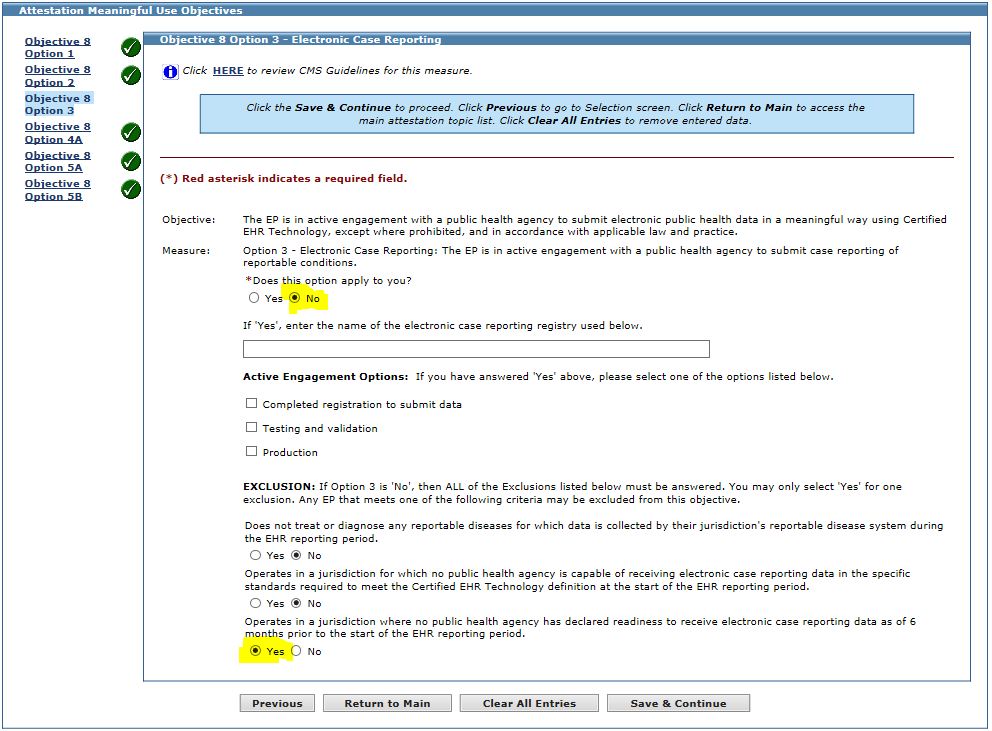 Attestation Meaningful Use Objectives
Objective 8
Option 1
Objective 8
Option 2
Objective 8
Option 3
Objective 8
Option 4A
Objective 8
Option 5A
Objective 8
Option 5B
Objective 8 Option 3 - Electronic Case Reporting
Click HERE to review CMS Guidelines for this measure.
Click the Save & Continue to proceed. Click Previous to go to Selection screen. Click Return to Main to access the
main attestation topic list. Click Clear All Entries to remove entered data.
(*) Red asterisk indicates a required field.
Objective: The EP is in active engagement with a public health agency to submit electronic public health data in a meaningful way using Certified
EHR Technology, except where prohibited, and in accordance with applicable law and practice.
Measure: Option 3 - Electronic Case Reporting: The EP is in active engagement with a public health agency to submit case reporting of
reportable conditions.
*Does this option apply to you?
Yes No
If 'Yes', enter the name of the electronic case reporting registry used below.
Active Engagement Options: If you have answered 'Yes' above, please select one of the options listed below.
Completed registration to submit data
Testing and validation
Production
EXCLUSION: If Option 3 is 'No', then ALL of the Exclusions listed below must be answered. You may only select 'Yes' for one
exclusion. Any EP that meets one of the following criteria may be excluded from this objective.
Does not treat or diagnose any reportable diseases for which data is collected by their jurisdiction's reportable disease system during
the EHR reporting period.
Yes No
Operates in a jurisdiction for which no public health agency is capable of receiving electronic case reporting data in the specific
standards required to meet the Certified EHR Technology definition at the start of the EHR reporting period.
Yes No
Operates in a jurisdiction where no public health agency has declared readiness to receive electronic case reporting data as of 6
months prior to the start of the EHR reporting period.
Yes No
Previous Return to Main Clear All Entries Save & Continue